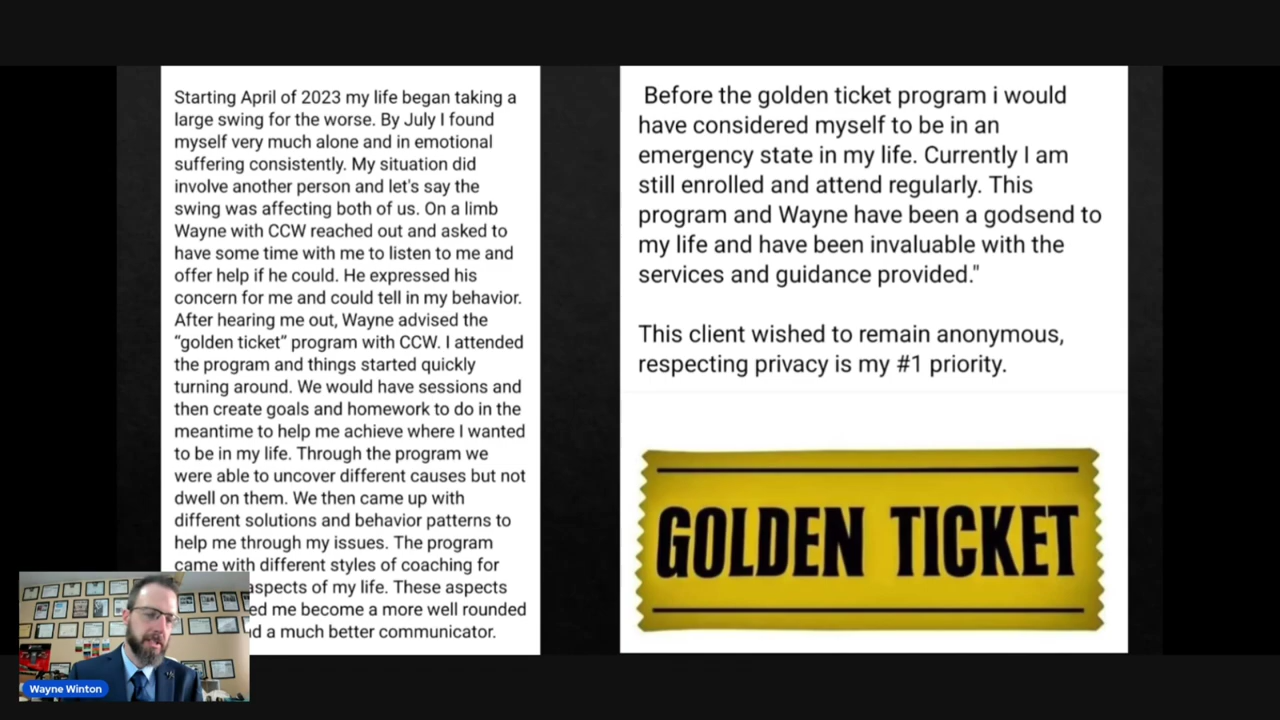 Starting April of 2023 my life began taking a
large swing for the worse. By July I found
myself very much alone and in emotional
suffering consistently. My situation did
involve another person and let's say the
swing was affecting both of us. On a limb
Wayne with CCW reached out and asked to
have some time with me to listen to me and
offer help if he could. He expressed his
concern for me and could tell in my behavior.
After hearing me out, Wayne advised the
“golden ticket” program with CCW. I attended
the program and things started quickly
turning around. We would have sessions and
then create goals and homework to do in the
meantime to help me achieve where I wanted
to be in my life. Through the program we
were able to uncover different causes but not
dwell on them. We then came up with
different solutions and behavior patterns to
help me through my issues. The program
came with different styles of coaching for
aspects of my life. These aspects
me become a more well rounded
a much better communicator.
Before the golden ticket program i would
have considered myself to be in an
emergency state in my life. Currently I am
still enrolled and attend regularly. This
program and Wayne have been a godsend to
my life and have been invaluable with the
services and guidance provided."
This client wished to remain anonymous,
respecting privacy is my #1 priority.
GOLDEN TICKET
Wayne Winton